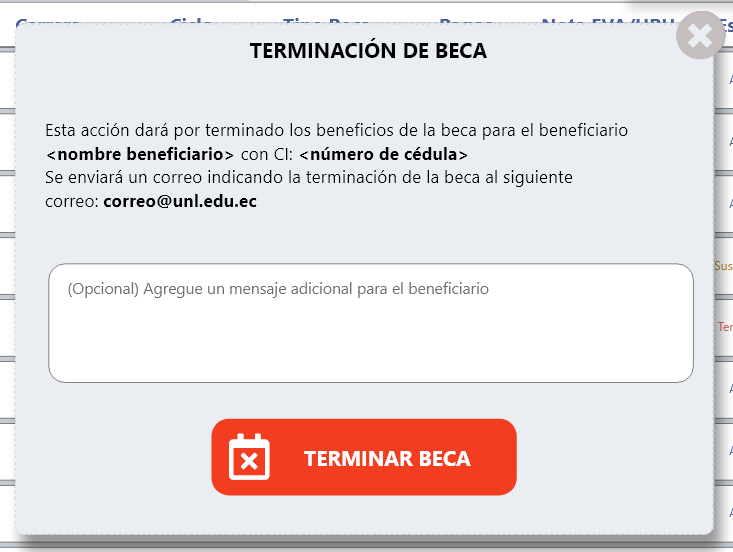 TERMINACIÓN DE BECA
Esta acción dará por terminado los beneficios de la beca para el beneficiario
<nombre beneficiario> con CI: <número de cédula>
Se enviará un correo indicando la terminación de la beca al siguiente
correo: correo@unl.edu.ec
(Opcional) Agregue un mensaje adicional para el beneficiario
TERMINAR BECA